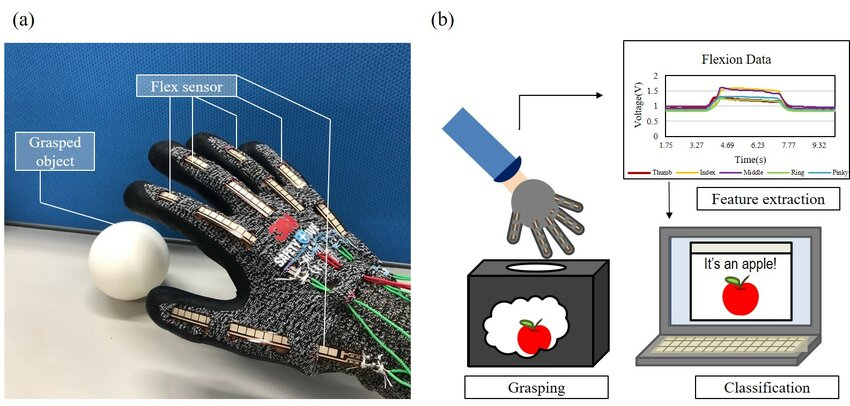 (a)
Flex sensor
Grasped
object
3M
(b)
Flexion Data
Voltage(V)
2
1.5
1
0.5
0
1.75 3.27 4.69 6.23 7.77 9.32
Time(s)
Thumb Index Middle Ring Pinky
Feature extraction
It's an apple!
Grasping
Classification